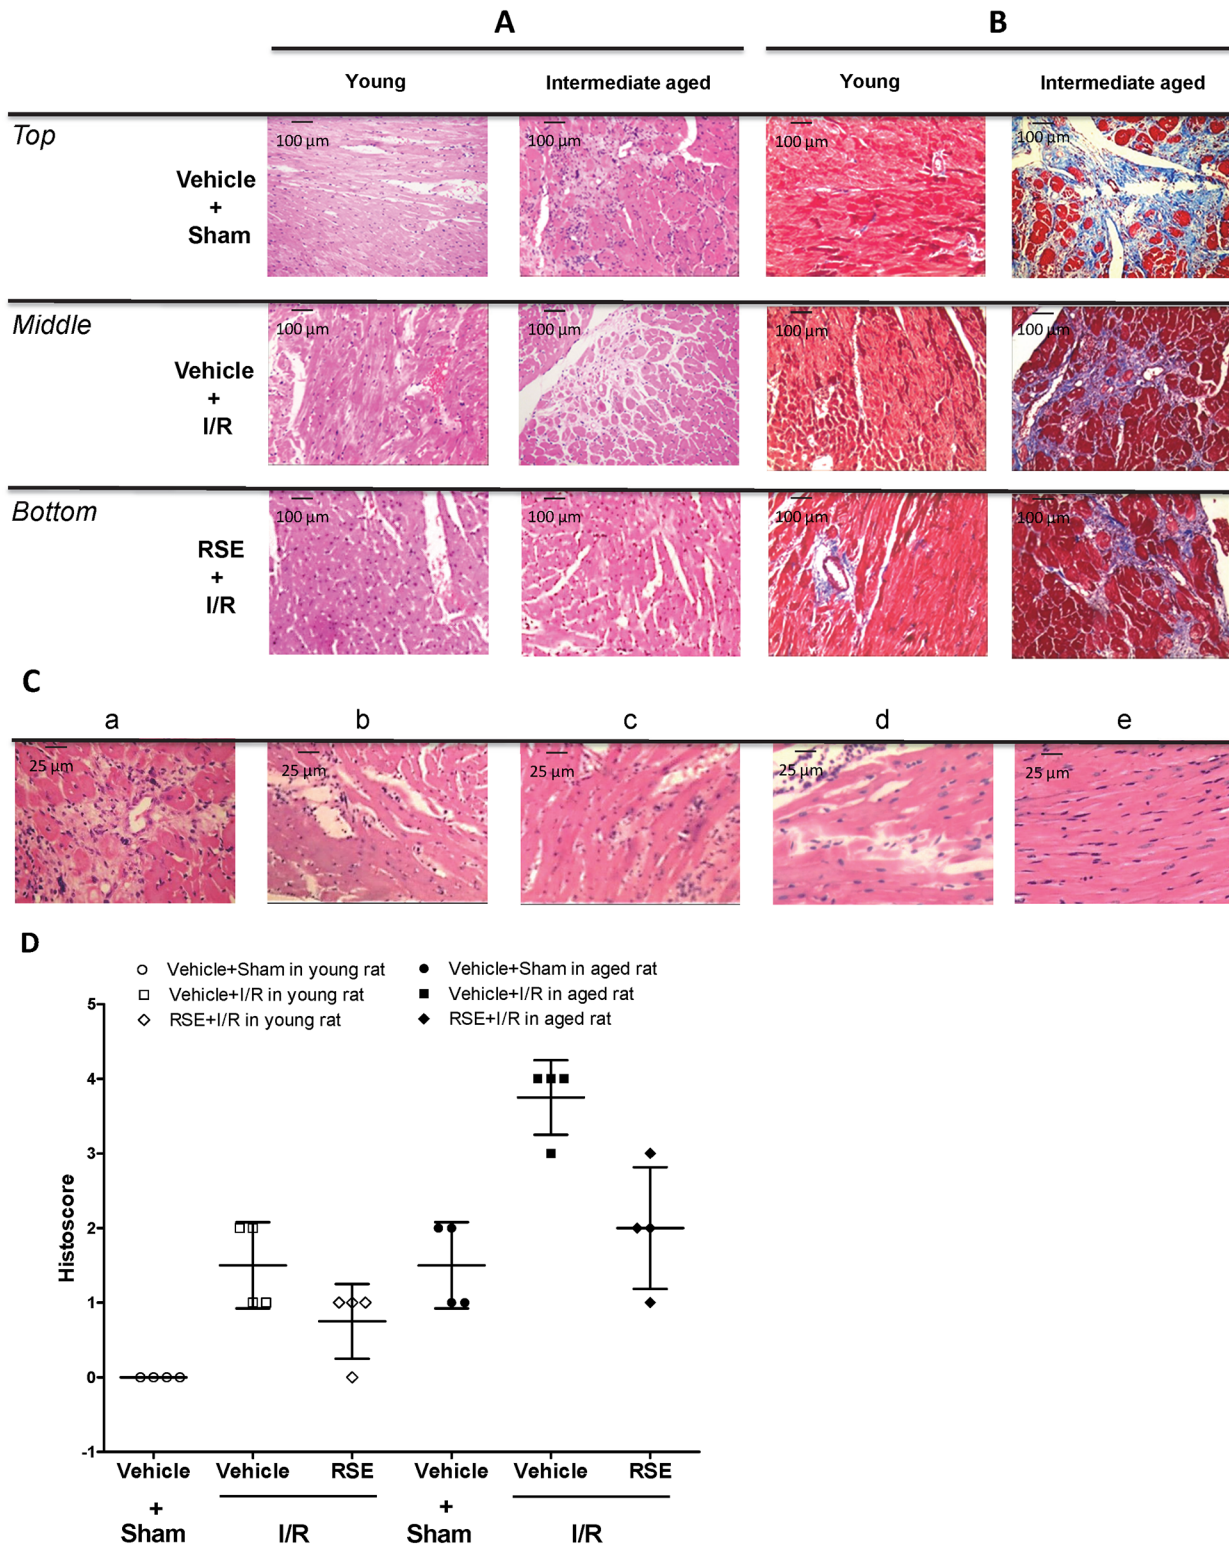 A B
Young Intermediate aged Young Intermediate aged
Top
Vehicle
+
Sham
100 μm 100 μm 100 μm 100 μm
Middle
Vehicle
+
I/R
100 μm 100 μm 100 μm 100 μm
Bottom
RSE
+
I/R
100 μm 100 μm 100 μm 100 μm
C
a b c d e
25 μm 25 μm 25 μm 25 μm 25 μm
D
Vehicle+Sham in young rat Vehicle+Sham in aged rat
Vehicle+I/R in young rat Vehicle+I/R in aged rat
RSE+I/R in young rat RSE+I/R in aged rat
5
4
3
2
1
0
-1
Histoscore
Vehicle Vehicle RSE Vehicle Vehicle RSE
+ +
Sham I/R Sham I/R